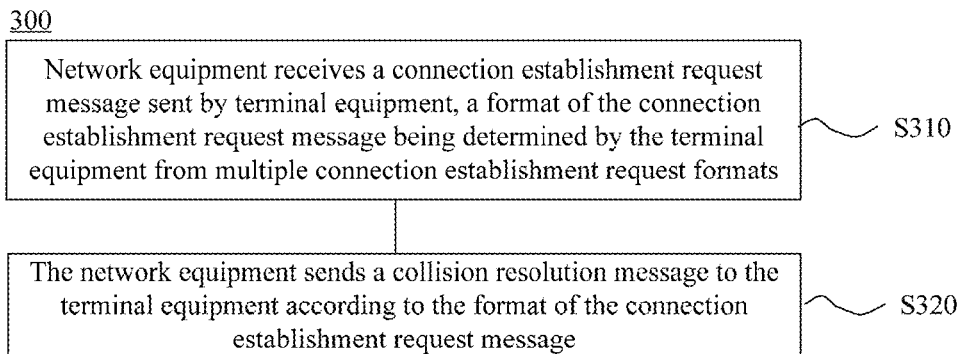 300
Network equipment receives a connection establishment request
message sent by terminal equipment, a format of the connection
establishment request message being determined by the terminal
equipment from multiple connection establishment request formats
S310
The network equipment sends a collision resolution message to the
terminal equipment according to the format of the connection
establishment request message
S320